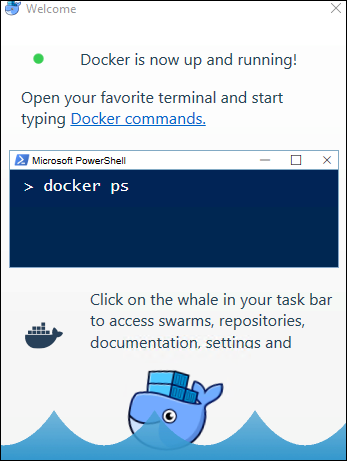 Welcome
Docker is now up and running!
Open your favorite terminal and start
typing Docker commands.
Microsoft PowerShell
> docker ps
Click on the whale in your task bar
to access swarms, repositories,
documentation, settings and